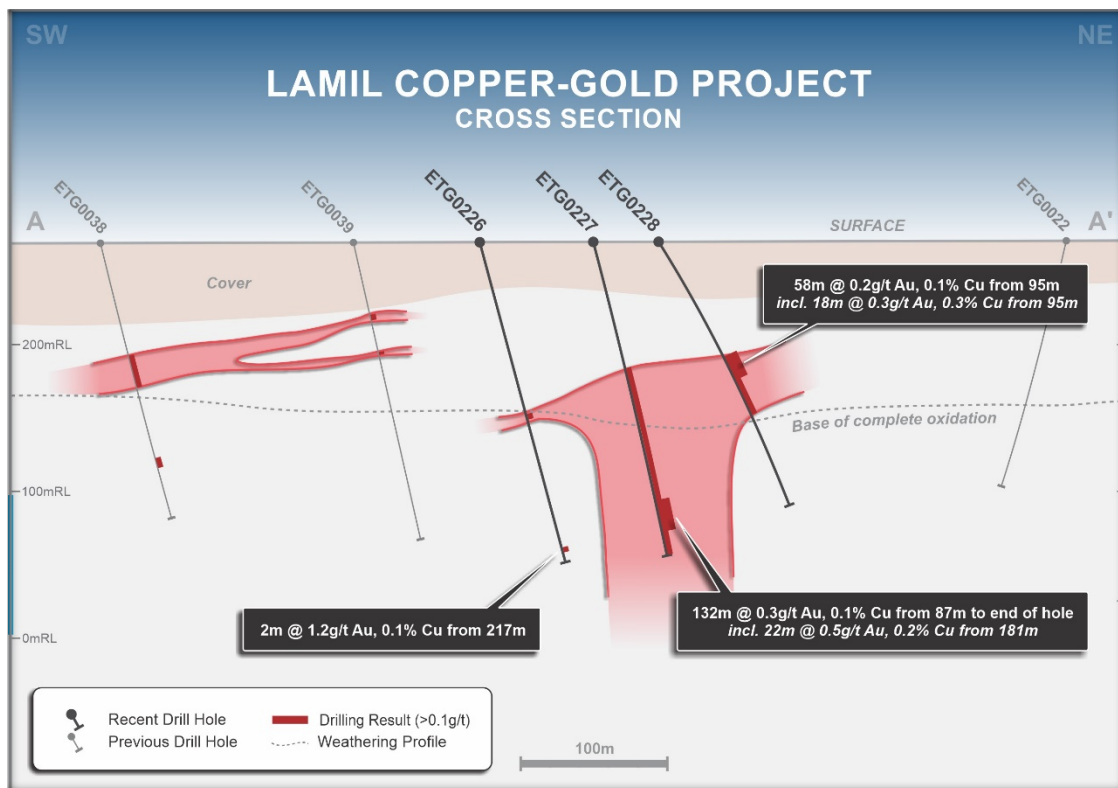 SW
NE
LAMIL COPPER-GOLD PROJECT
CROSS SECTION
ETG0038
ETG0039
ETG0226
ETG0227
ETG0228
ETG0022
A
SURFACE
A'
Cover
58m @ 0.2g/t Au, 0.1% Cu from 95m
incl. 18m @ 0.3g/t Au, 0.3% Cu from 95m
200mRL
Base of complete oxidation
100mRL
2m @ 1.2g/t Au, 0.1% Cu from 217m
132m @ 0.3g/t Au, 0.1% Cu from 87m to end of hole
incl. 22m @ 0.5g/t Au, 0.2% Cu from 181m
0mRL
Recent Drill Hole
Drilling Result (>0.1g/t)
Previous Drill Hole
Weathering Profile
100m